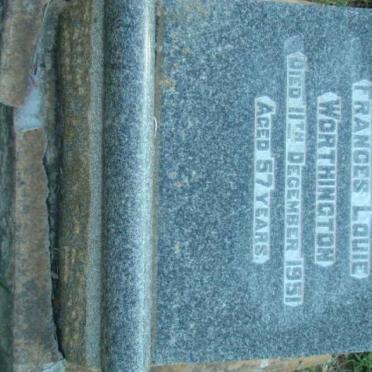 FRANCES LOUIE
WORTHINGTON
DIED 11TH DECEMBER 1951
AGED 57 YEARS